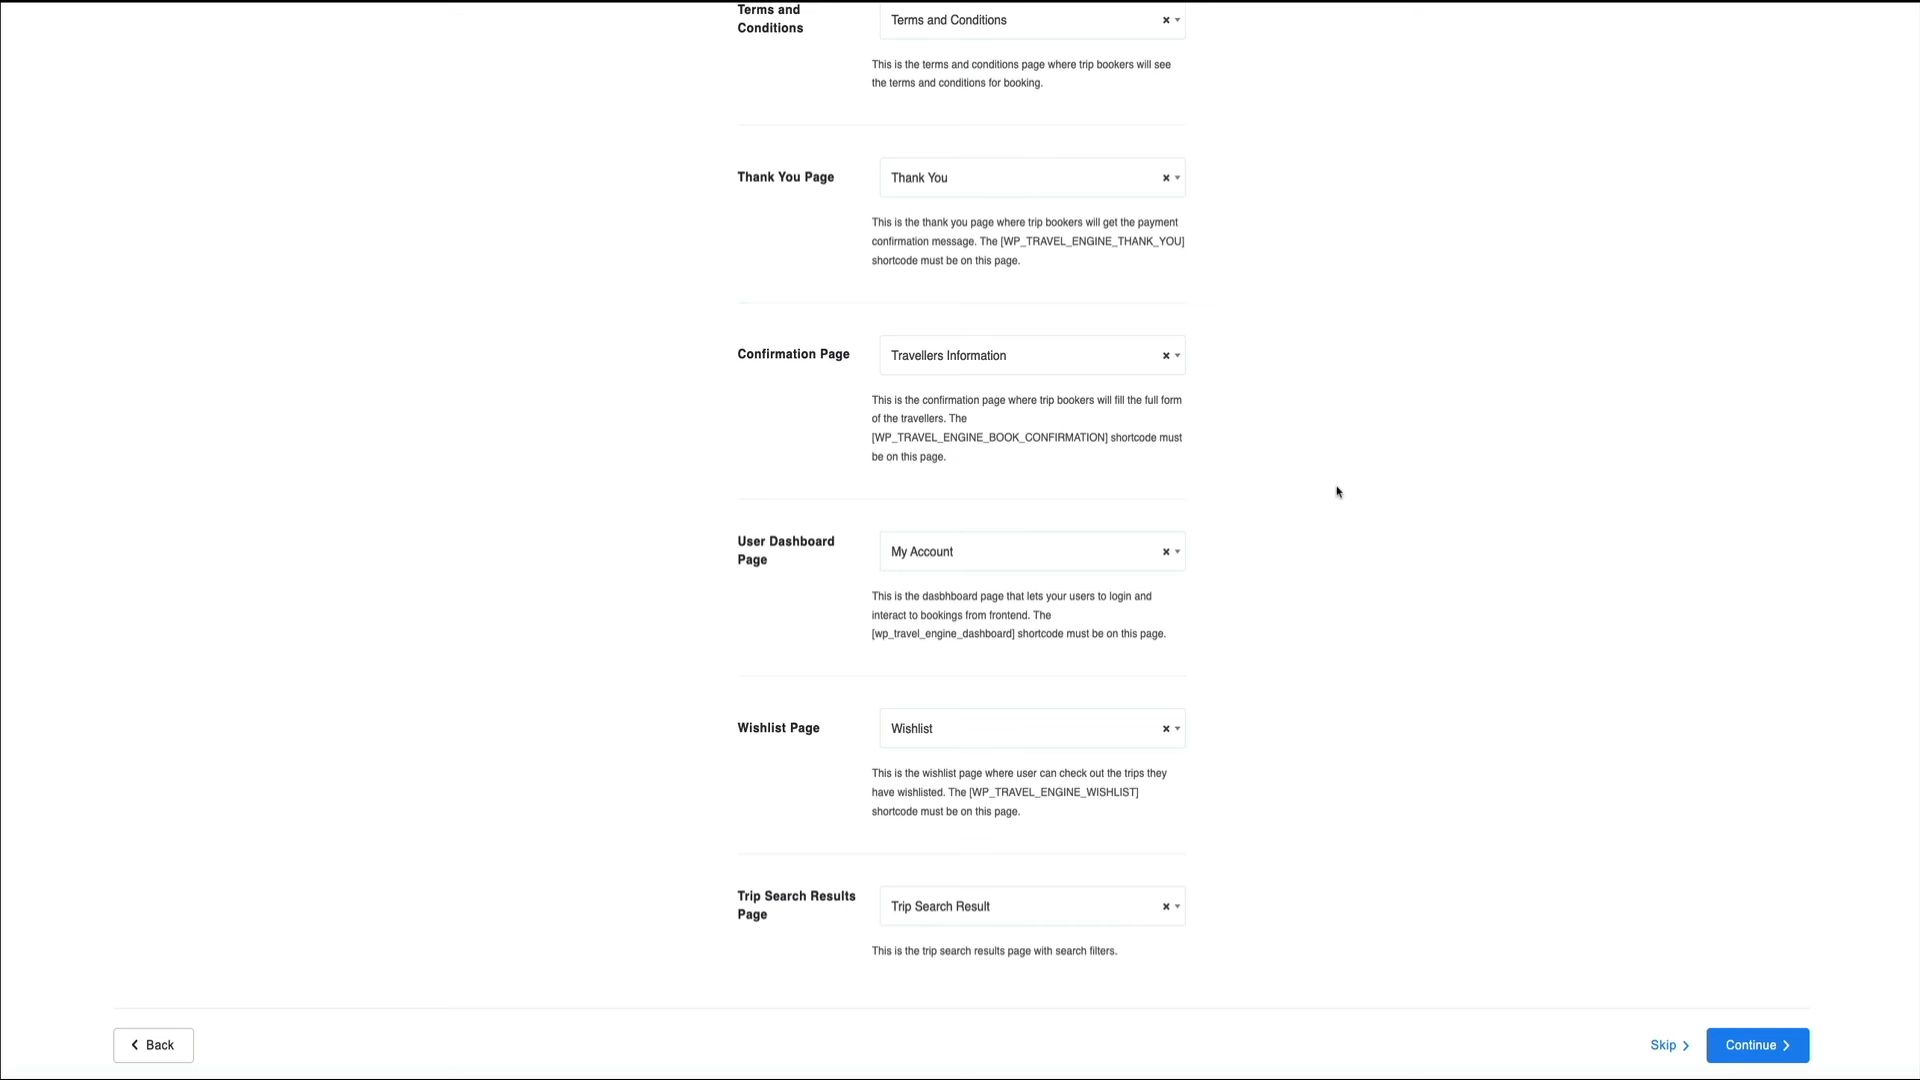 Terms and
Conditions
Terms and Conditions
This is the terms and conditions page where trip bookers will see
the terms and conditions for booking.
Thank You Page
Thank You
This is the thank you page where trip bookers will get the payment
confirmation message. The [WP_TRAVEL_ENGINE_THANK_YOU]
shortcode must be on this page.
Confirmation Page
Travellers Information
This is the confirmation page where trip bookers will fill the full form
of the travellers. The
[WP_TRAVEL_ENGINE_BOOK_CONFIRMATION] shortcode must
be on this page.
User Dashboard
Page
My Account
This is the dasbhboard page that lets your users to login and
interact to bookings from frontend. The
[wp_travel_engine_dashboard] shortcode must be on this page.
Wishlist Page
Wishlist
This is the wishlist page where user can check out the trips they
have wishlisted. The [WP_TRAVEL_ENGINE_WISHLIST]
shortcode must be on this page.
Trip Search Results
Page
Trip Search Result
This is the trip search results page with search filters.
Back
Skip
Continue